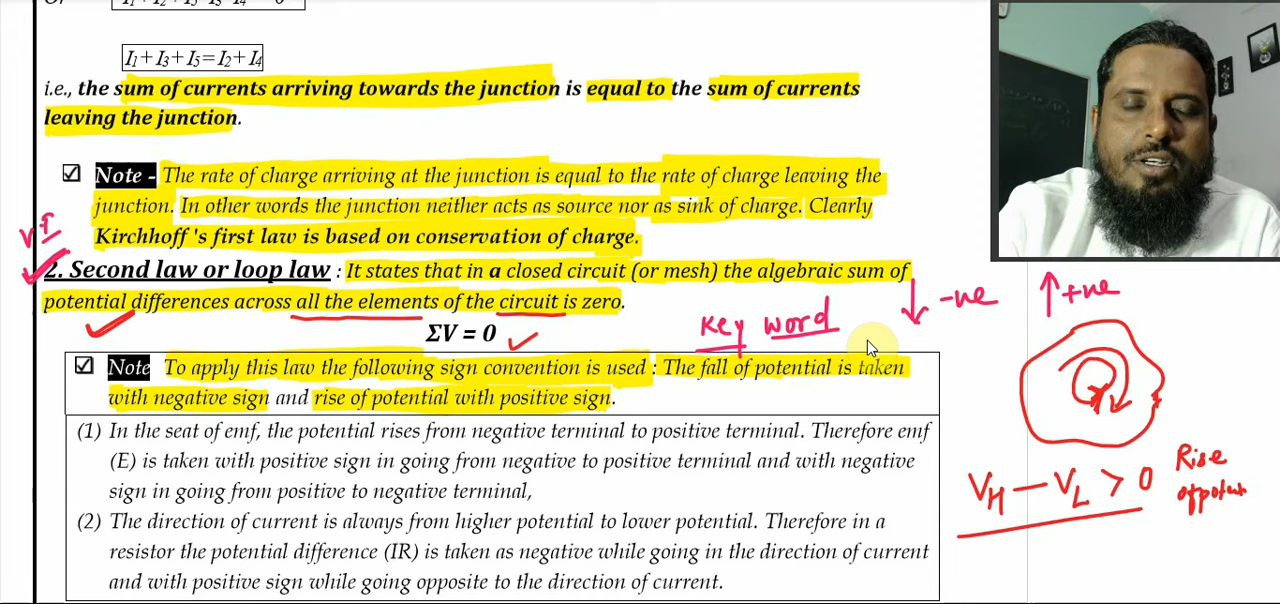 I₁+I₃+I₅=I₂+I₄
i.e., the sum of currents arriving towards the junction is equal to the sum of currents
leaving the junction.
☑ Note - The rate of charge arriving at the junction is equal to the rate of charge leaving the
junction. In other words the junction neither acts as source nor as sink of charge. Clearly
Kirchhoff 's first law is based on conservation of charge.
2. Second law or loop law : It states that in a closed circuit (or mesh) the algebraic sum of
potential differences across all the elements of the circuit is zero.
ΣV = 0
Key word
↓ -ve ↑ +ve
☑ Note To apply this law the following sign convention is used : The fall of potential is taken
with negative sign and rise of potential with positive sign.
(1) In the seat of emf, the potential rises from negative terminal to positive terminal. Therefore emf
(E) is taken with positive sign in going from negative to positive terminal and with negative
sign in going from positive to negative terminal,
(2) The direction of current is always from higher potential to lower potential. Therefore in a
resistor the potential difference (IR) is taken as negative while going in the direction of current
and with positive sign while going opposite to the direction of current.
V_H - V_L > 0
Rise
of poten